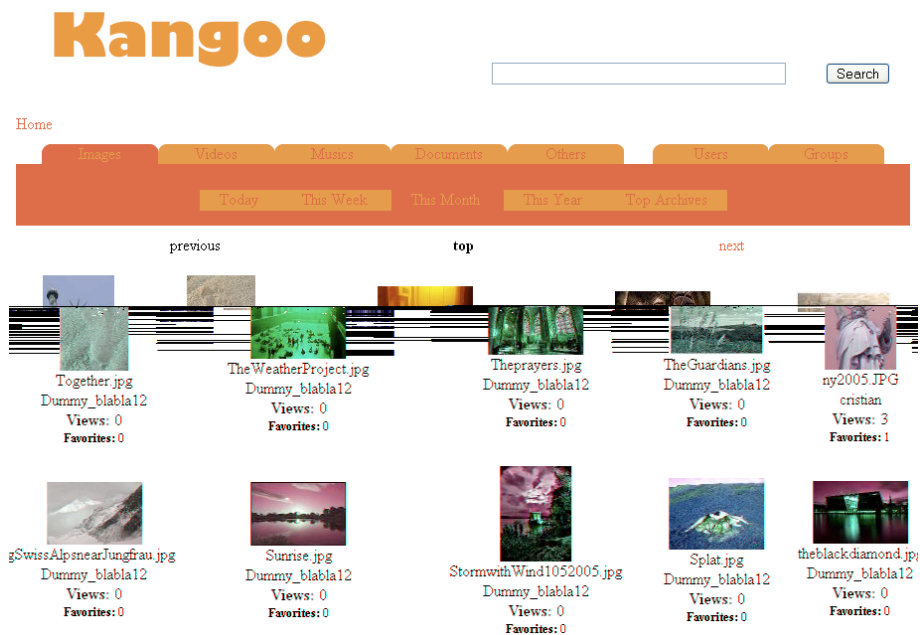 Kangoo
Search
Home
Images Videos Musics Documents Others Users Groups
Today This Week This Month This Year Top Archives
previous top next
Together.jpg TheWeatherProject.jpg Theprayers.jpg TheGuardians.jpg ny2005.JPG
Dummy_blabla12 Dummy_blabla12 Dummy_blabla12 Dummy_blabla12 cristian
Views: 0 Views: 0 Views: 0 Views: 0 Views: 3
Favorites: 0 Favorites: 0 Favorites: 0 Favorites: 0 Favorites: 1
gSwissAlpsnearJungfrau.jpg Sunrise.jpg StormwithWind1052005.jpg Splat.jpg theblackdiamond.jpg
Dummy_blabla12 Dummy_blabla12 Dummy_blabla12 Dummy_blabla12 Dummy_blabla12
Views: 0 Views: 0 Views: 0 Views: 0 Views: 0
Favorites: 0 Favorites: 0 Favorites: 0 Favorites: 0 Favorites: 0